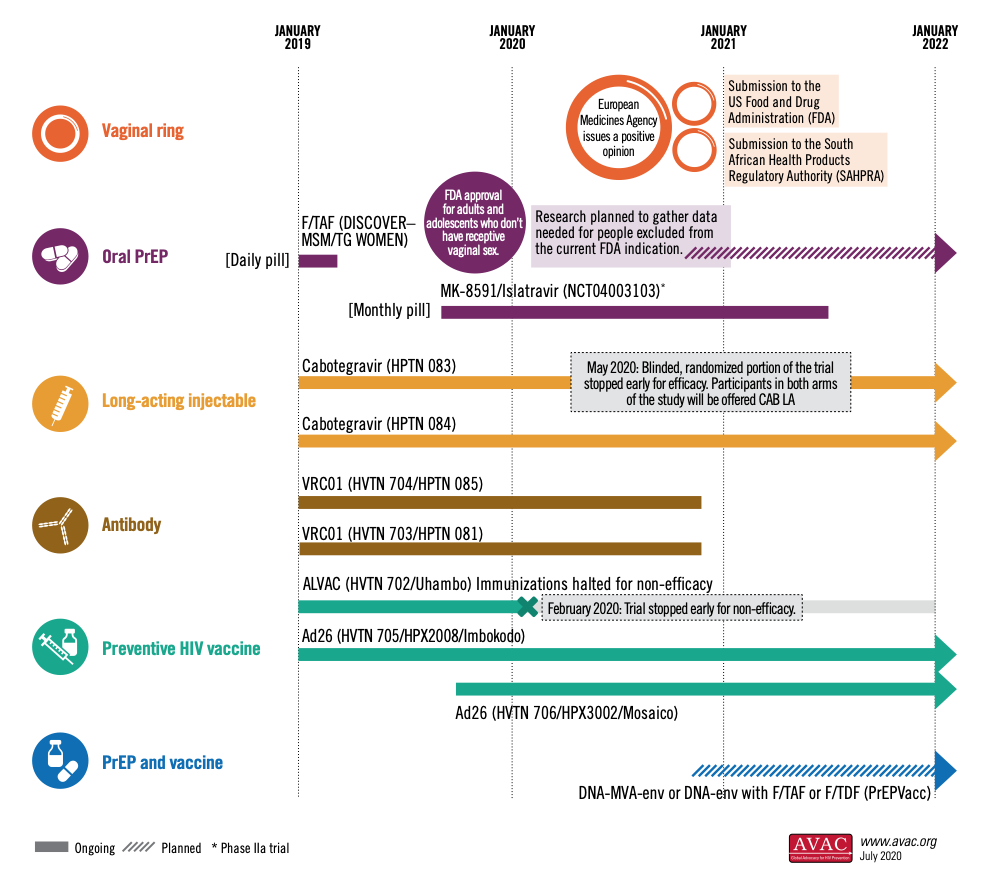 JANUARY
2019
JANUARY
2020
JANUARY
2021
JANUARY
2022
Vaginal ring
European
Medicines Agency
issues a positive
opinion
Submission to the
US Food and Drug
Administration (FDA)
Submission to the South
African Health Products
Regulatory Authority (SAHPRA)
Oral PrEP
[Daily pill]
F/TAF (DISCOVER–
MSM/TG WOMEN)
FDA approval
for adults and
adolescents who don't
have receptive
vaginal sex.
Research planned to gather data
needed for people excluded from
the current FDA indication.
[Monthly pill]
MK-8591/Islatravir (NCT04003103)*
Long-acting injectable
Cabotegravir (HPTN 083)
May 2020: Blinded, randomized portion of the trial
stopped early for efficacy. Participants in both arms
of the study will be offered CAB LA
Cabotegravir (HPTN 084)
Antibody
VRC01 (HVTN 704/HPTN 085)
VRC01 (HVTN 703/HPTN 081)
Preventive HIV vaccine
ALVAC (HVTN 702/Uhambo) Immunizations halted for non-efficacy
February 2020: Trial stopped early for non-efficacy.
Ad26 (HVTN 705/HPX2008/Imbokodo)
Ad26 (HVTN 706/HPX3002/Mosaico)
PrEP and vaccine
DNA-MVA-env or DNA-env with F/TAF or F/TDF (PrEPVacc)
Ongoing
Planned
* Phase IIa trial
AVAC
Global Advocacy for HIV Prevention
www.avac.org
July 2020